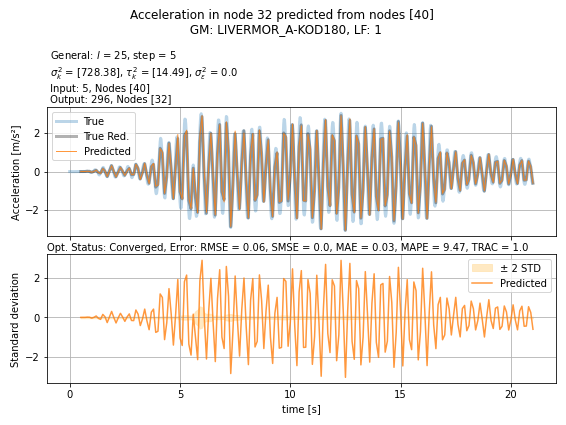 Acceleration in node 32 predicted from nodes [40]
GM: LIVERMOR_A-KOD180, LF: 1
General: l = 25, step = 5
σ²ₖ = [728.38], τ²ₖ = [14.49], σ²ε = 0.0
Input: 5, Nodes [40]
Output: 296, Nodes [32]
True
True Red.
Predicted
Acceleration [m/s²]
2
0
−2
Opt. Status: Converged, Error: RMSE = 0.06, SMSE = 0.0, MAE = 0.03, MAPE = 9.47, TRAC = 1.0
± 2 STD
Predicted
Standard deviation
2
0
−2
0 5 10 15 20
time [s]